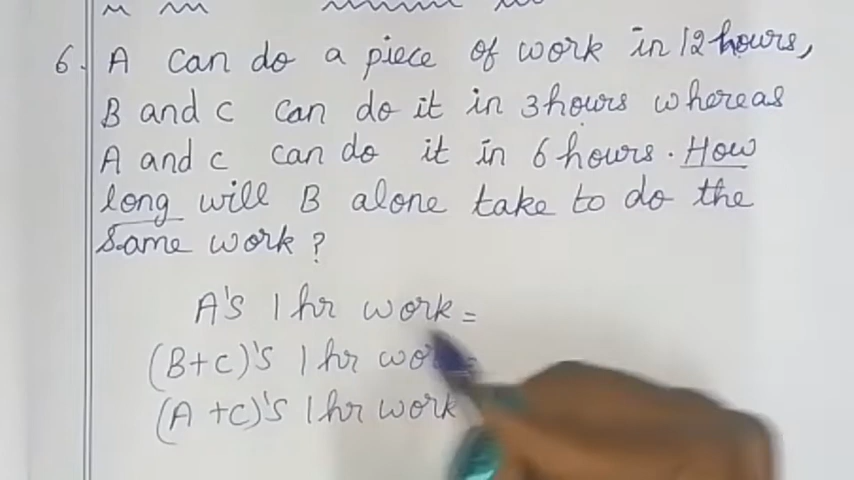 6. A can do a piece of work in 12 hours,
B and C can do it in 3 hours whereas
A and C can do it in 6 hours. How
long will B alone take to do the
same work?
A's 1 hr work =
(B+C)'s 1 hr work =
(A+C)'s 1 hr work